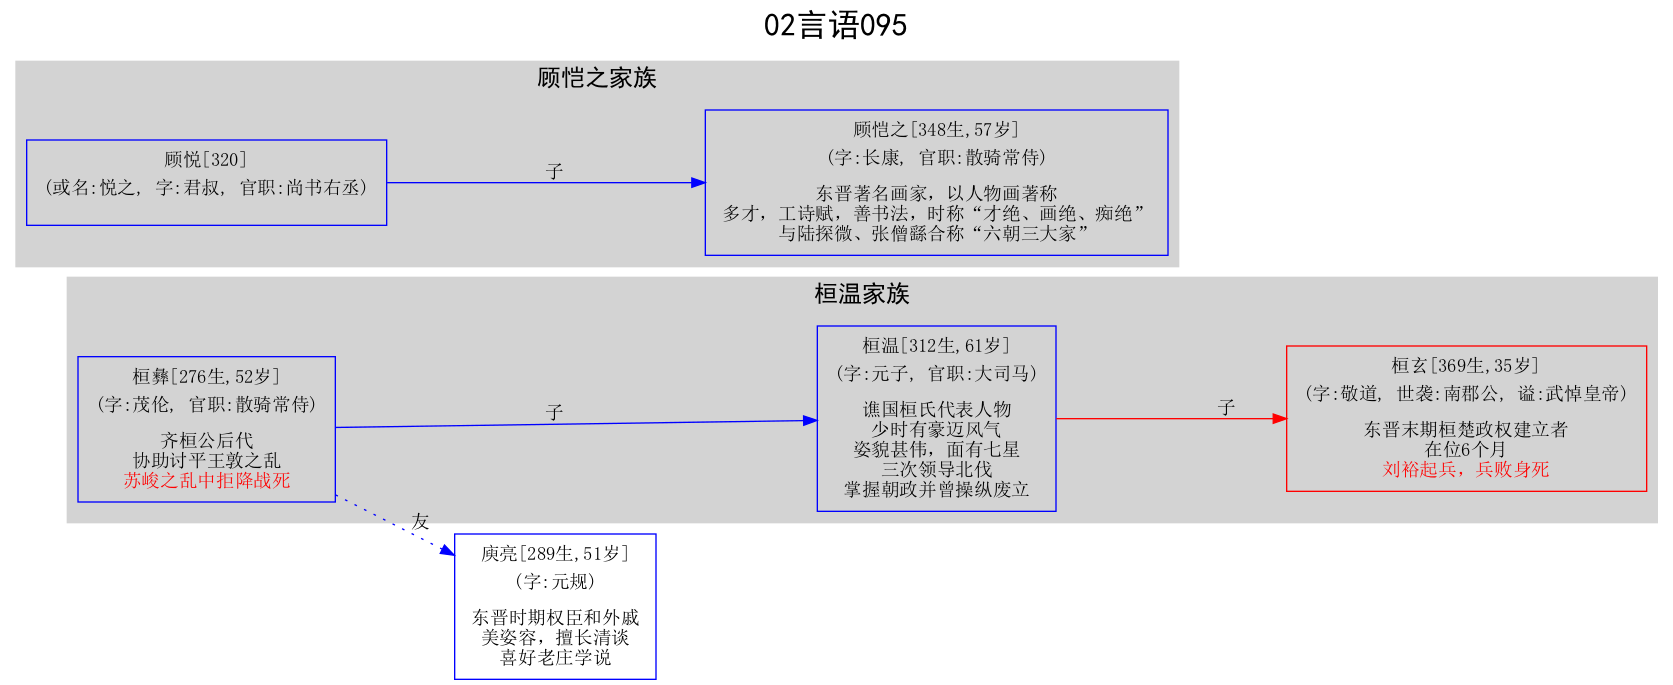 02言语095
顾恺之家族
顾悦[320]
(或名:悦之, 字:君叔, 官职:尚书右丞)
子
顾恺之[348生,57岁]
(字:长康, 官职:散骑常侍)
东晋著名画家，以人物画著称
多才，工诗赋，善书法，时称“才绝、画绝、痴绝”
与陆探微、张僧繇合称“六朝三大家”
桓温家族
桓彝[276生,52岁]
(字:茂伦, 官职:散骑常侍)
齐桓公后代
协助讨平王敦之乱
苏峻之乱中拒降战死
子
桓温[312生,61岁]
(字:元子, 官职:大司马)
谯国桓氏代表人物
少时有豪迈风气
姿貌甚伟，面有七星
三次领导北伐
掌握朝政并曾操纵废立
子
桓玄[369生,35岁]
(字:敬道, 世袭:南郡公, 谥:武悼皇帝)
东晋末期桓楚政权建立者
在位6个月
刘裕起兵，兵败身死
友
庾亮[289生,51岁]
(字:元规)
东晋时期权臣和外戚
美姿容，擅长清谈
喜好老庄学说